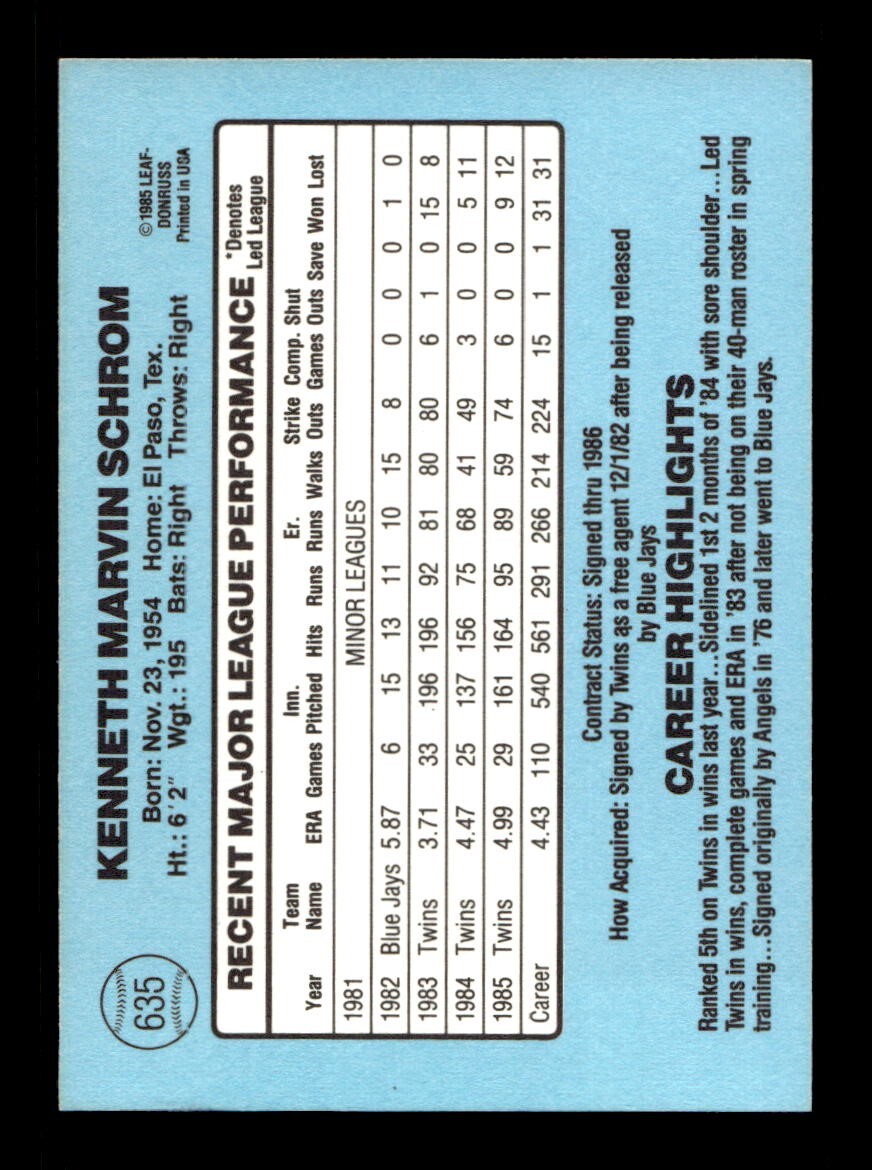 635
KENNETH MARVIN SCHROM
Born: Nov. 23, 1954 Home: El Paso, Tex.
Ht.: 6'2" Wgt.: 195 Bats: Right Throws: Right
©1985 LEAF-
DONRUSS
Printed in USA
RECENT MAJOR LEAGUE PERFORMANCE
*Denotes
Led League
Team Inn. Er. Strike Comp. Shut
Year Name ERA Games Pitched Hits Runs Runs Walks Outs Games Outs Save Won Lost
1981 MINOR LEAGUES
1982 Blue Jays 5.87 6 15 13 11 10 15 8 0 0 0 1 0
1983 Twins 3.71 33 196 196 92 81 80 80 6 1 0 15 8
1984 Twins 4.47 25 137 156 75 68 41 49 3 0 0 5 11
1985 Twins 4.99 29 161 164 95 89 59 74 6 0 0 9 12
Career 4.43 110 540 561 291 266 214 224 15 1 1 31 31
Contract Status: Signed thru 1986
How Acquired: Signed by Twins as a free agent 12/1/82 after being released
by Blue Jays
CAREER HIGHLIGHTS
Ranked 5th on Twins in wins last year...Sidelined 1st 2 months of '84 with sore shoulder...Led
Twins in wins, complete games and ERA in '83 after not being on their 40-man roster in spring
training...Signed originally by Angels in '76 and later went to Blue Jays.